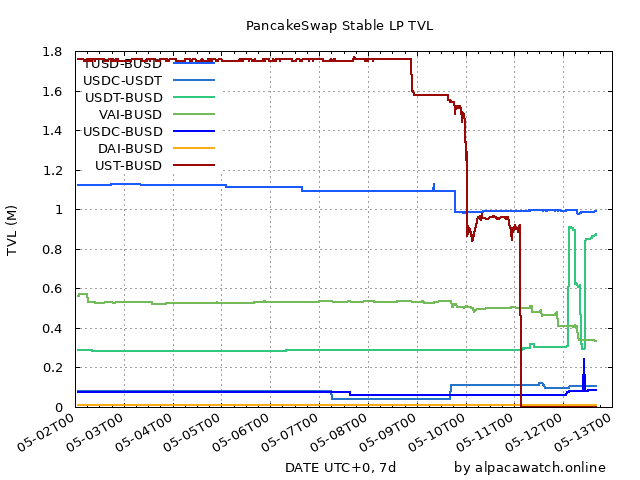 PancakeSwap Stable LP TVL
TUSD-BUSD
USDC-USDT
USDT-BUSD
VAI-BUSD
USDC-BUSD
DAI-BUSD
UST-BUSD
TVL (M)
1.8
1.6
1.4
1.2
1
0.8
0.6
0.4
0.2
0
05-02T00
05-03T00
05-04T00
05-05T00
05-06T00
05-07T00
05-08T00
05-09T00
05-10T00
05-11T00
05-12T00
05-13T00
DATE UTC+0, 7d
by alpacawatch.online